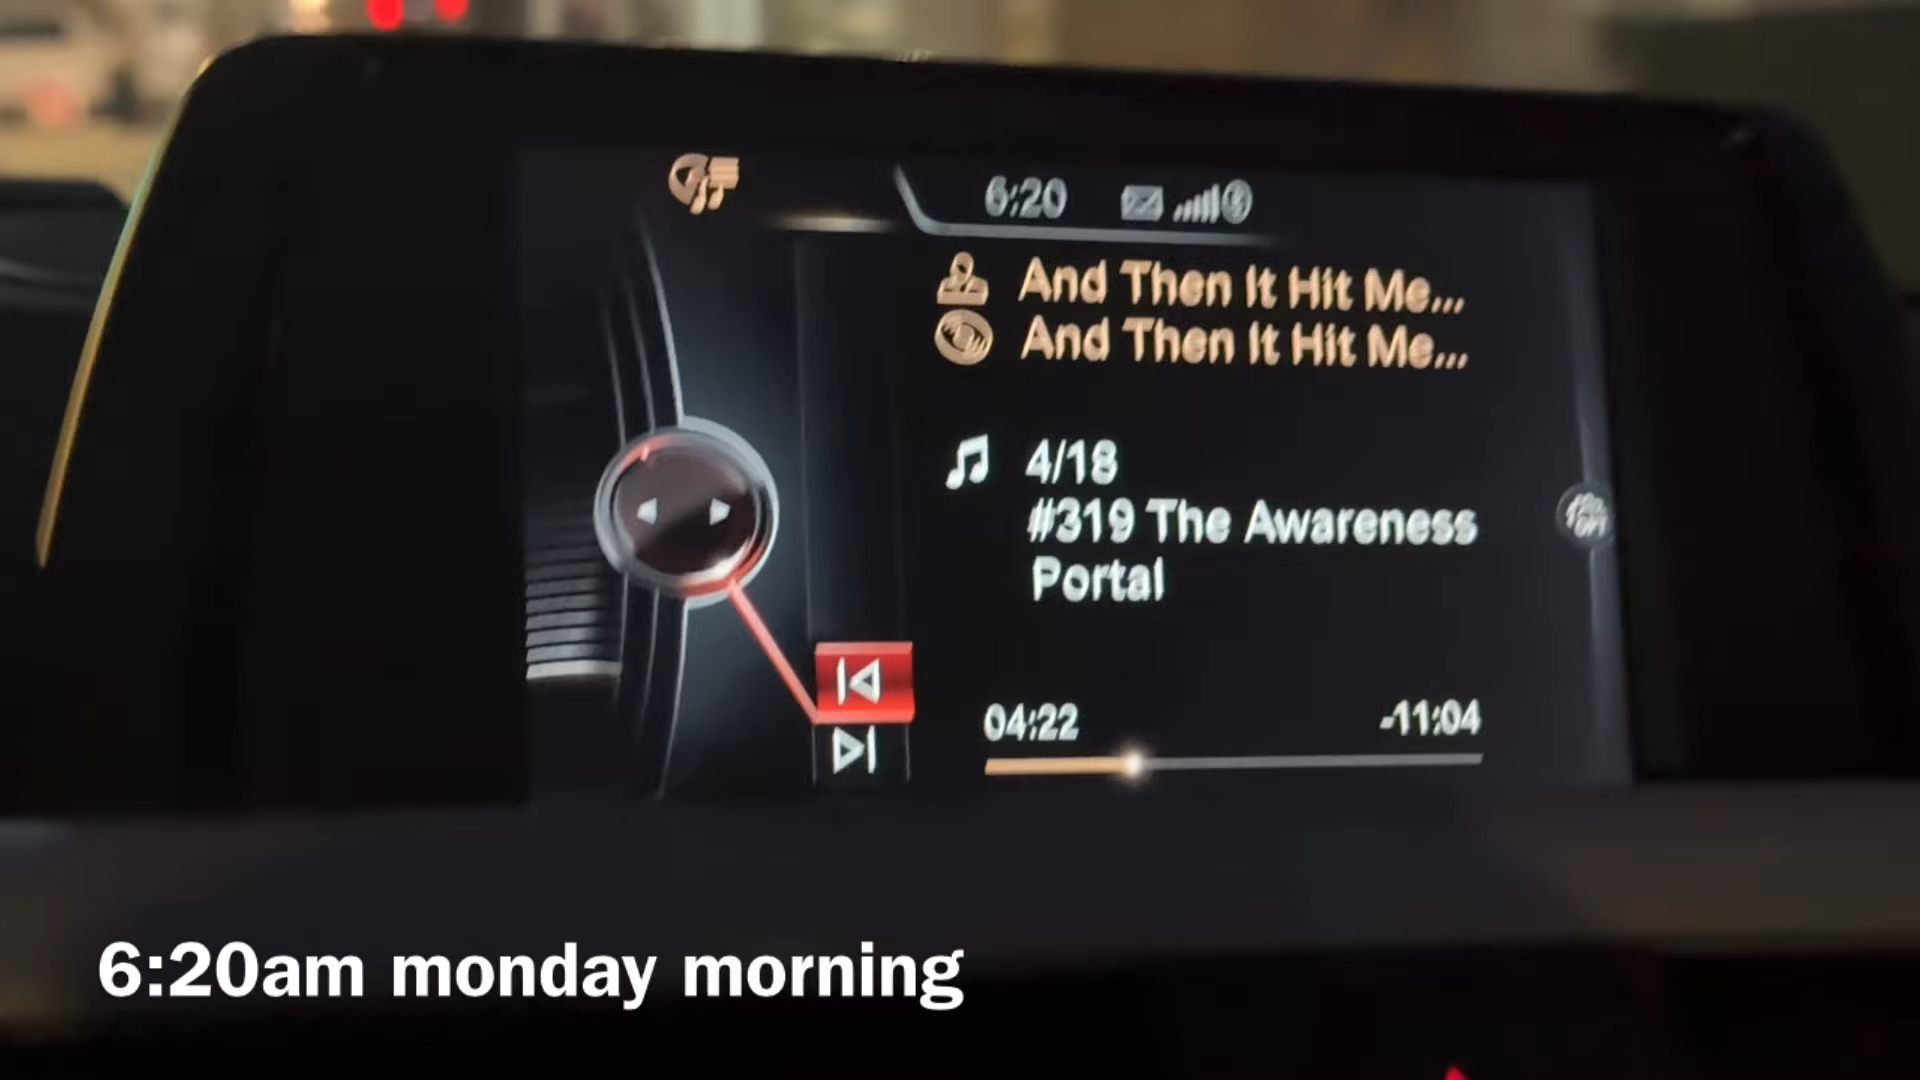 6:20
And Then It Hit Me...
And Then It Hit Me...
4/18
#319 The Awareness
Portal
04:22
-11:04
6:20am monday morning